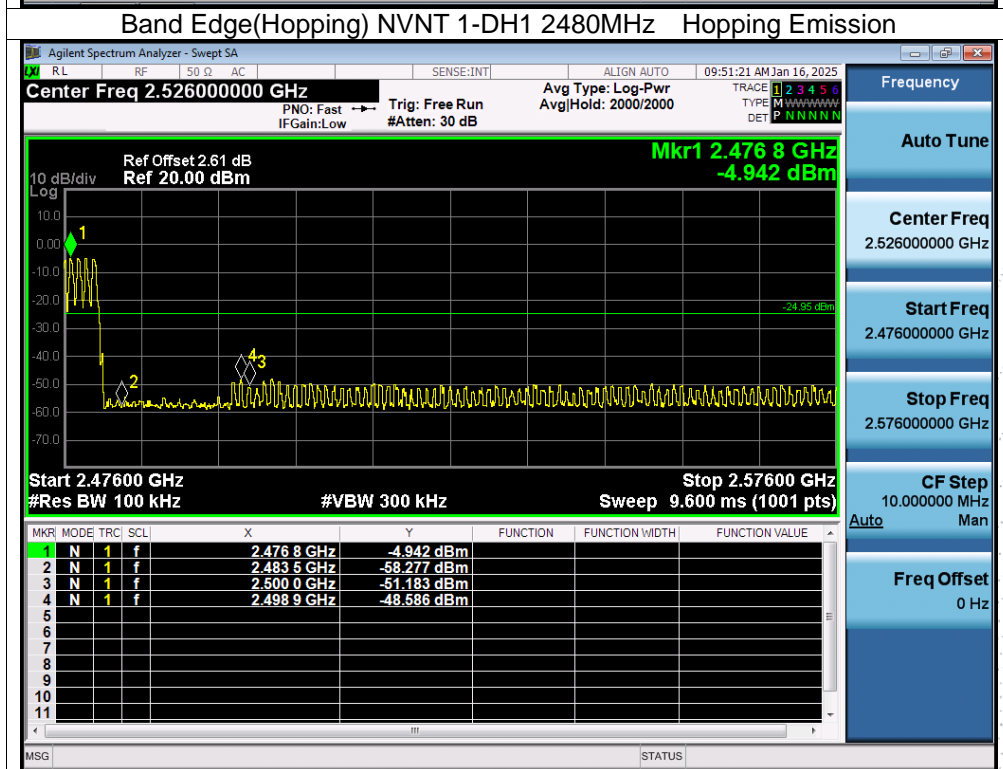 Band Edge(Hopping) NVNT 1-DH1 2480MHz Hopping Emission
Agilent Spectrum Analyzer - Swept SA
LXI RL RF 50 Ω AC SENSE:INT ALIGN AUTO 09:51:21 AM Jan 16, 2025
Center Freq 2.526000000 GHz
PNO: Fast
IFGain:Low
Trig: Free Run
#Atten: 30 dB
Avg Type: Log-Pwr
Avg|Hold: 2000/2000
TRACE 1 2 3 4 5 6
TYPE M WWWWW
DET P N N N N N
Ref Offset 2.61 dB
Ref 20.00 dBm
10 dB/div
Log
Mkr1 2.476 8 GHz
-4.942 dBm
10.0
0.00
-10.0
-20.0
-30.0
-40.0
-50.0
-60.0
-70.0
1
2
4
3
-24.95 dBm
Start 2.47600 GHz Stop 2.57600 GHz
#Res BW 100 kHz #VBW 300 kHz Sweep 9.600 ms (1001 pts)
MKR MODE TRC SCL X Y FUNCTION FUNCTION WIDTH FUNCTION VALUE
1 N 1 f 2.476 8 GHz -4.942 dBm
2 N 1 f 2.483 5 GHz -58.277 dBm
3 N 1 f 2.500 0 GHz -51.183 dBm
4 N 1 f 2.498 9 GHz -48.586 dBm
5
6
7
8
9
10
11
MSG STATUS
Frequency
Auto Tune
Center Freq
2.526000000 GHz
Start Freq
2.476000000 GHz
Stop Freq
2.576000000 GHz
CF Step
10.000000 MHz
Auto Man
Freq Offset
0 Hz